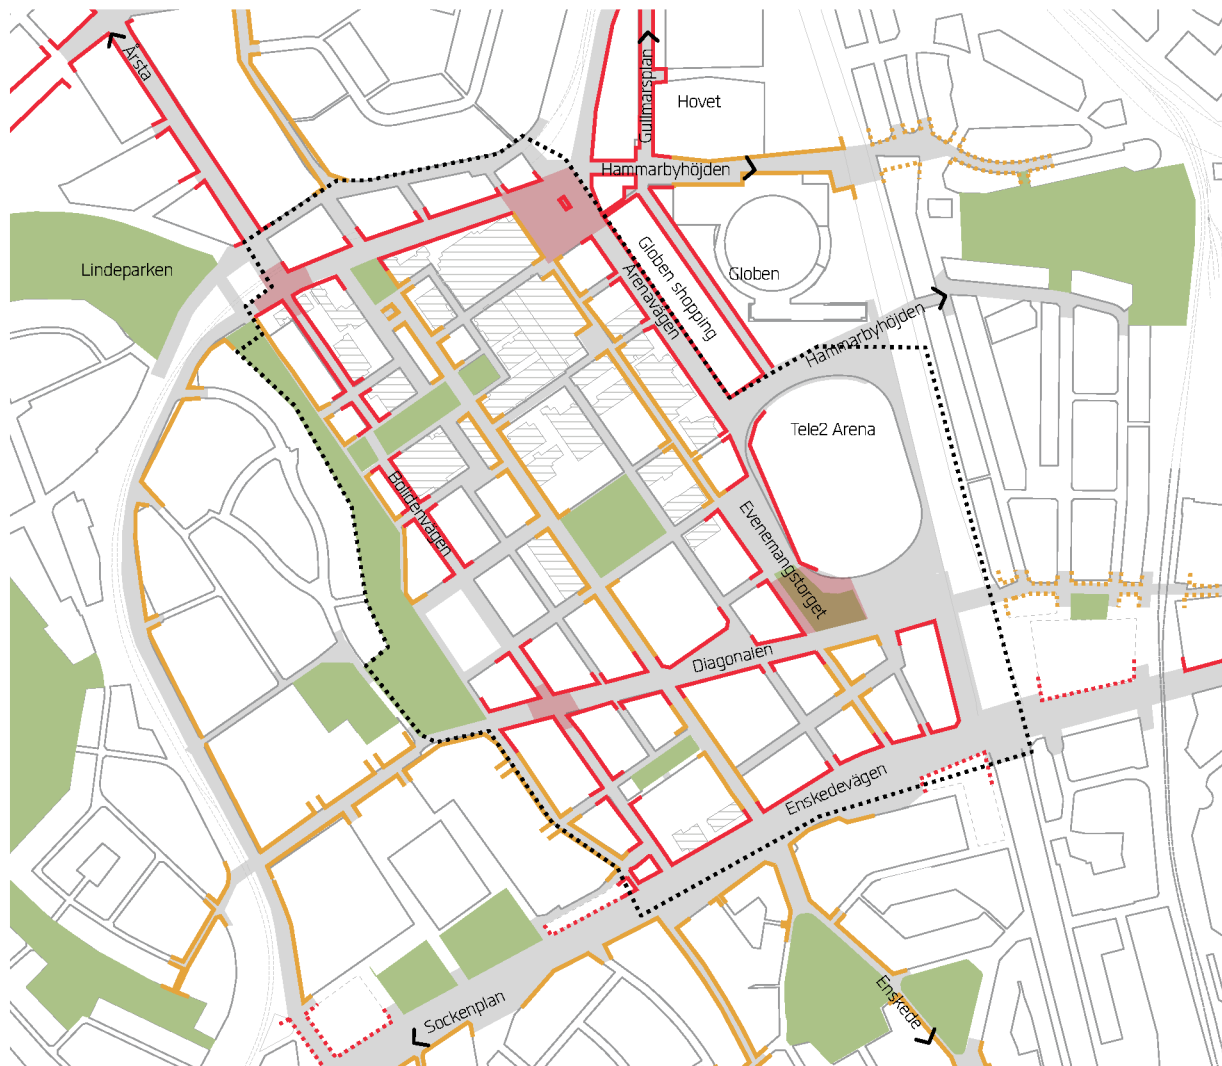 Årsta
Gullmarsplan
Hovet
Hammarbyhöjden
Lindeparken
Globen shopping
Globen
Arenavägen
Hammarbyhöjden
Tele2 Arena
Bolidenvägen
Evenemangstorget
Diagonalen
Enskedevägen
Sockenplan
Enskede